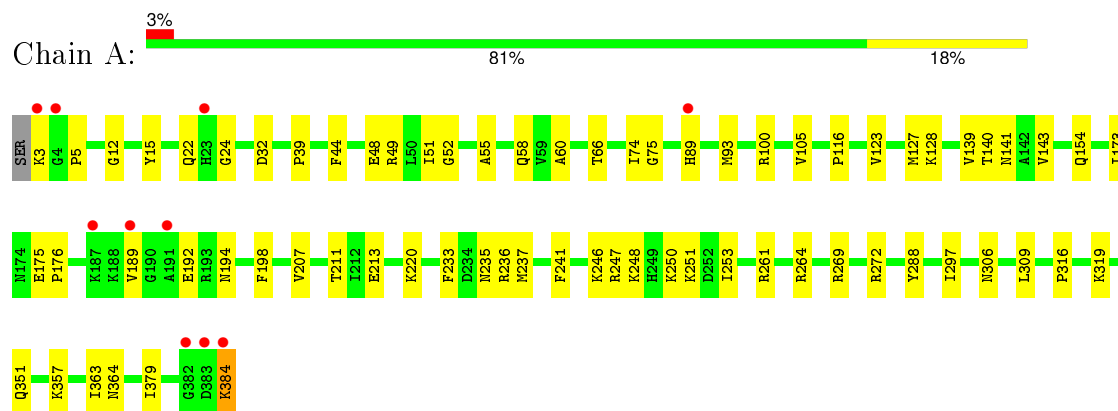 3%
Chain A:
81% 18%
SER K3 G4 P5 G12 Y15 Q22 H23 G24 D32 P39 F44 E48 R49 L50 I51 G52 A55 Q58 V59 A60 T66 I74 G75 H89 M93 R100 V105 P116 V123 M127 K128 V139 T140 N141 A142 V143 Q154 I173
N174 E175 P176 K187 K188 V189 G190 A191 E192 R193 N194 F198 V207 T211 I212 E213 K220 F233 D234 N235 R236 M237 F241 K246 R247 K248 H249 K250 K251 D252 I253 R261 R264 R269 R272 Y288 I297 N306 L309 P316 K319
Q351 K357 I363 N364 I379 G382 D383 K384